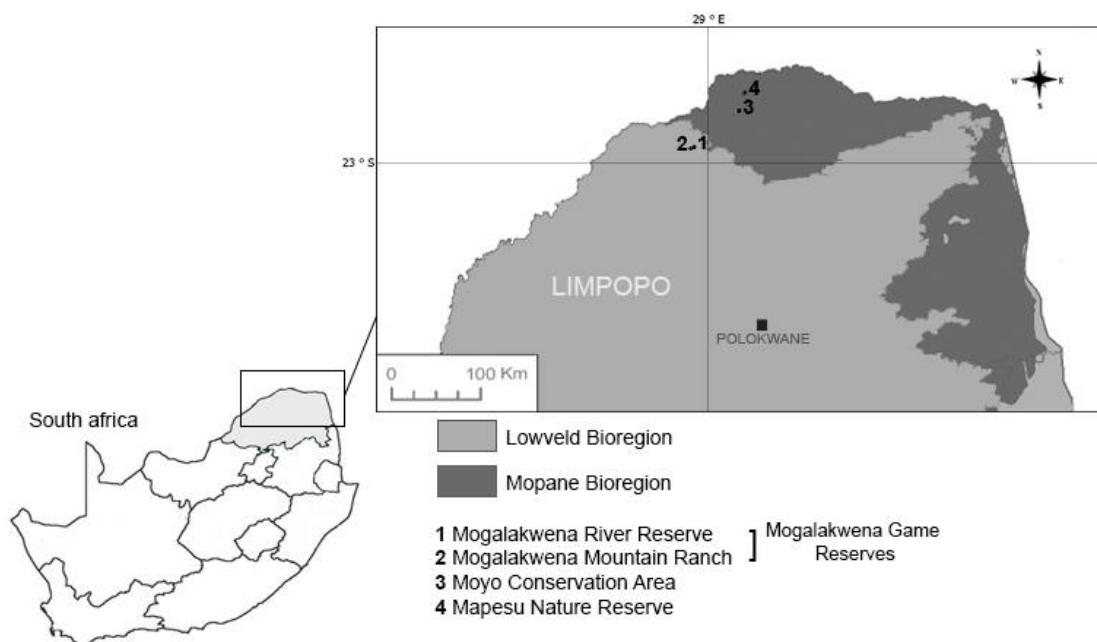 29 ° E
N
W E
S
4
3
2 1
23 ° S
LIMPOPO
POLOKWANE
0 100 Km
South africa
Lowveld Bioregion
Mopane Bioregion
1 Mogalakwena River Reserve
2 Mogalakwena Mountain Ranch
] Mogalakwena Game
Reserves
3 Moyo Conservation Area
4 Mapesu Nature Reserve